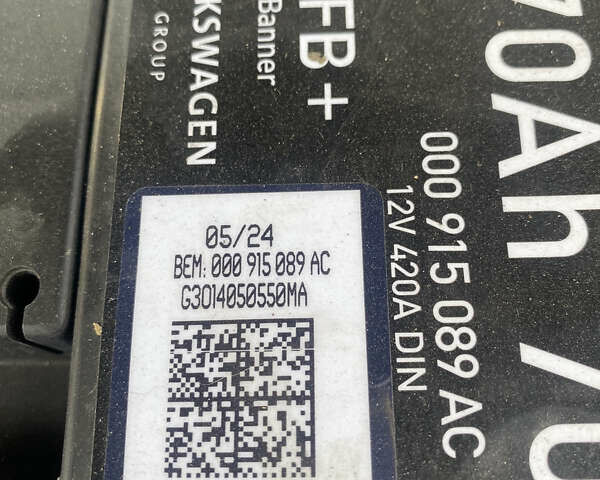 KSWAGEN
GROUP
FB+
Banner
70Ah /
000 915 089 AC
12V 420A DIN
05/24
BEM: 000 915 089 AC
G3014050550MA